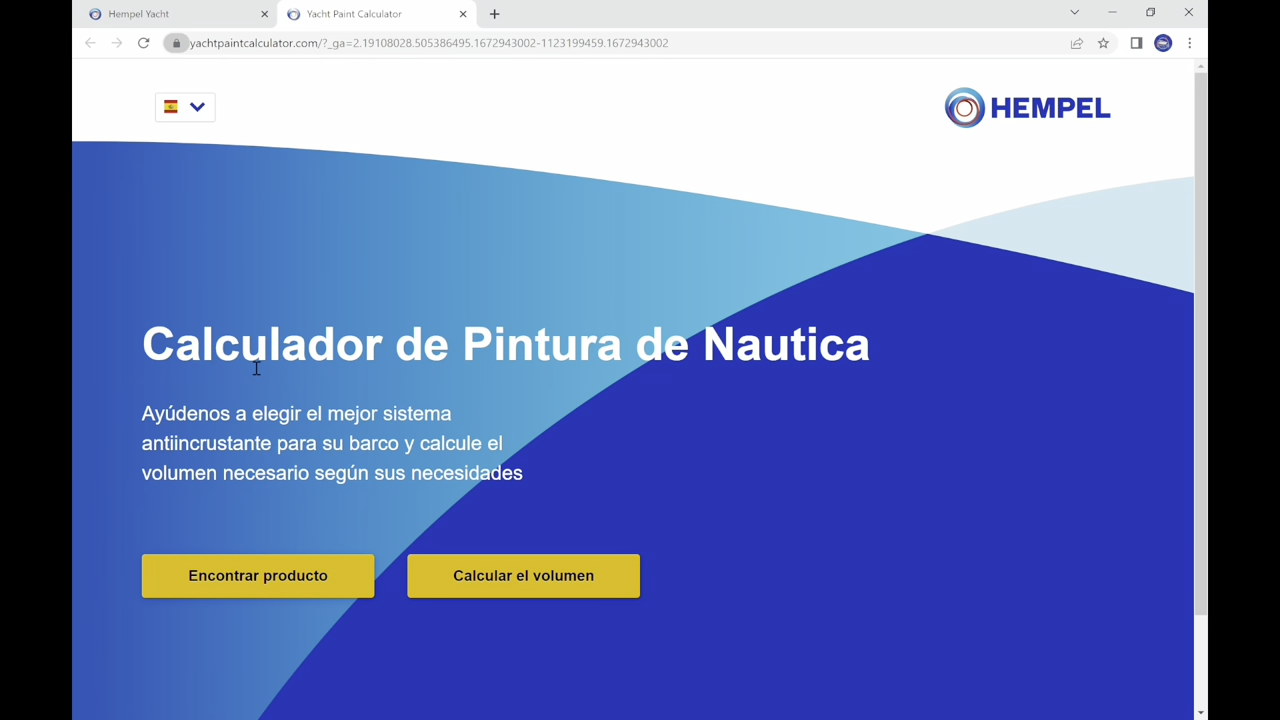 Hempel Yacht
Yacht Paint Calculator
yachtpaintcalculator.com/?_ga=2.19108028.505386495.1672943002-1123199459.1672943002
HEMPEL
Calculador de Pintura de Nautica
Ayúdenos a elegir el mejor sistema
antiincrustante para su barco y calcule el
volumen necesario según sus necesidades
Encontrar producto
Calcular el volumen